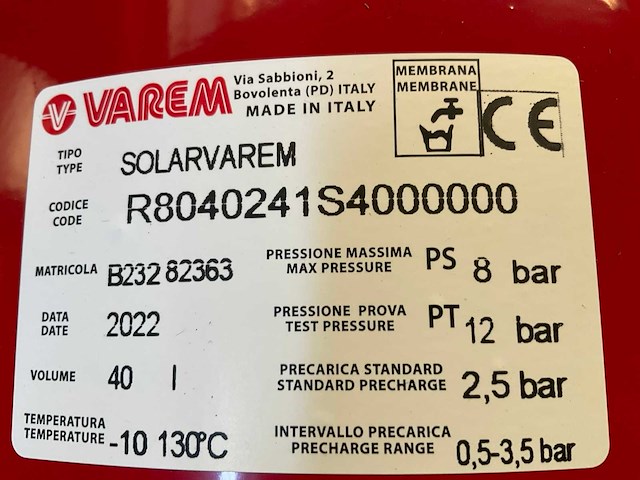 VAREM
Via Sabbioni, 2
Bovolenta (PD) ITALY
MADE IN ITALY
MEMBRANA
MEMBRANE
CE
TIPO
TYPE
SOLARVAREM
CODICE
CODE
R8040241S4000000
MATRICOLA B232 82363
PRESSIONE MASSIMA
MAX PRESSURE
PS 8 bar
DATA
DATE
2022
PRESSIONE PROVA
TEST PRESSURE
PT 12 bar
VOLUME 40 l
PRECARICA STANDARD
STANDARD PRECHARGE
2,5 bar
TEMPERATURA
TEMPERATURE
-10 130°C
INTERVALLO PRECARICA
PRECHARGE RANGE
0,5-3,5 bar